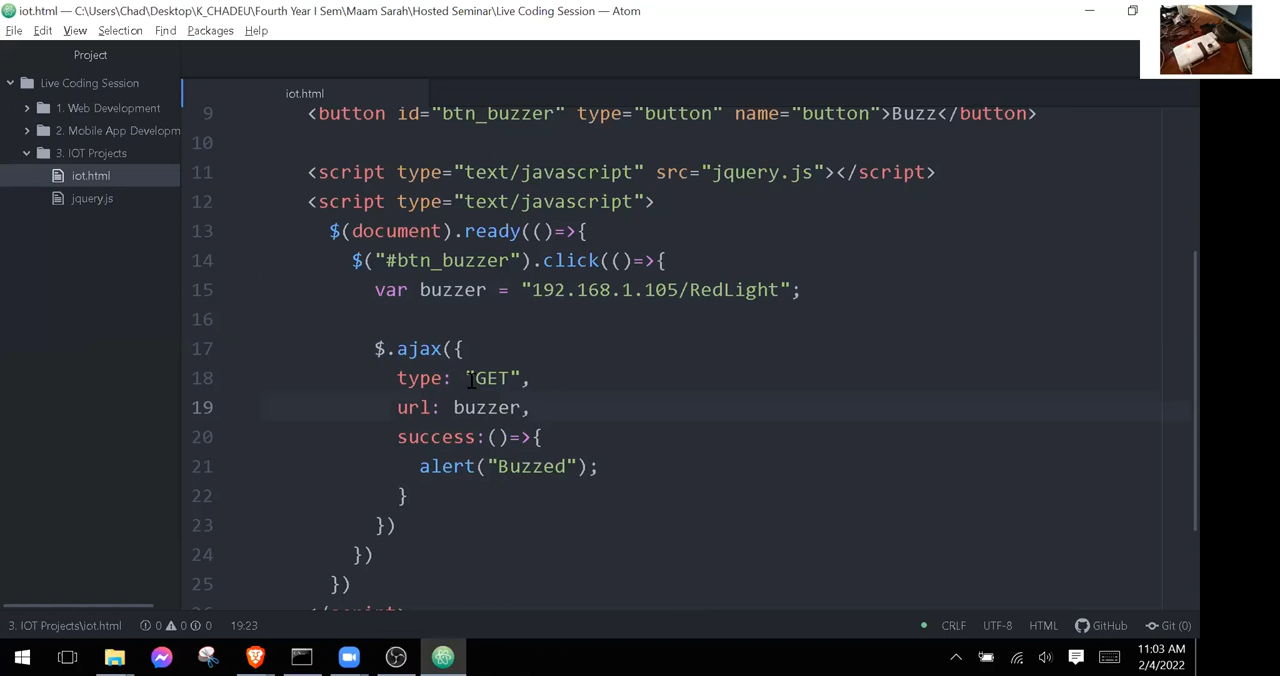 iot.html — C:\Users\Chad\Desktop\K_CHADEU\Fourth Year I Sem\Maam Sarah\Hosted Seminar\Live Coding Session — Atom
File Edit View Selection Find Packages Help
Project
Live Coding Session
1. Web Development
2. Mobile App Developm
3. IOT Projects
iot.html
jquery.js
iot.html
9 <button id="btn_buzzer" type="button" name="button">Buzz</button>
10
11 <script type="text/javascript" src="jquery.js"></script>
12 <script type="text/javascript">
13 $(document).ready(()=>{
14 $("#btn_buzzer").click(()=>{
15 var buzzer = "192.168.1.105/RedLight";
16
17 $.ajax({
18 type: "GET",
19 url: buzzer,
20 success:()=>{
21 alert("Buzzed");
22 }
23 })
24 })
25 })
26 </script>
3. IOT Projects\iot.html 0 0 0 19:23 CRLF UTF-8 HTML GitHub Git (0)
11:03 AM
2/4/2022